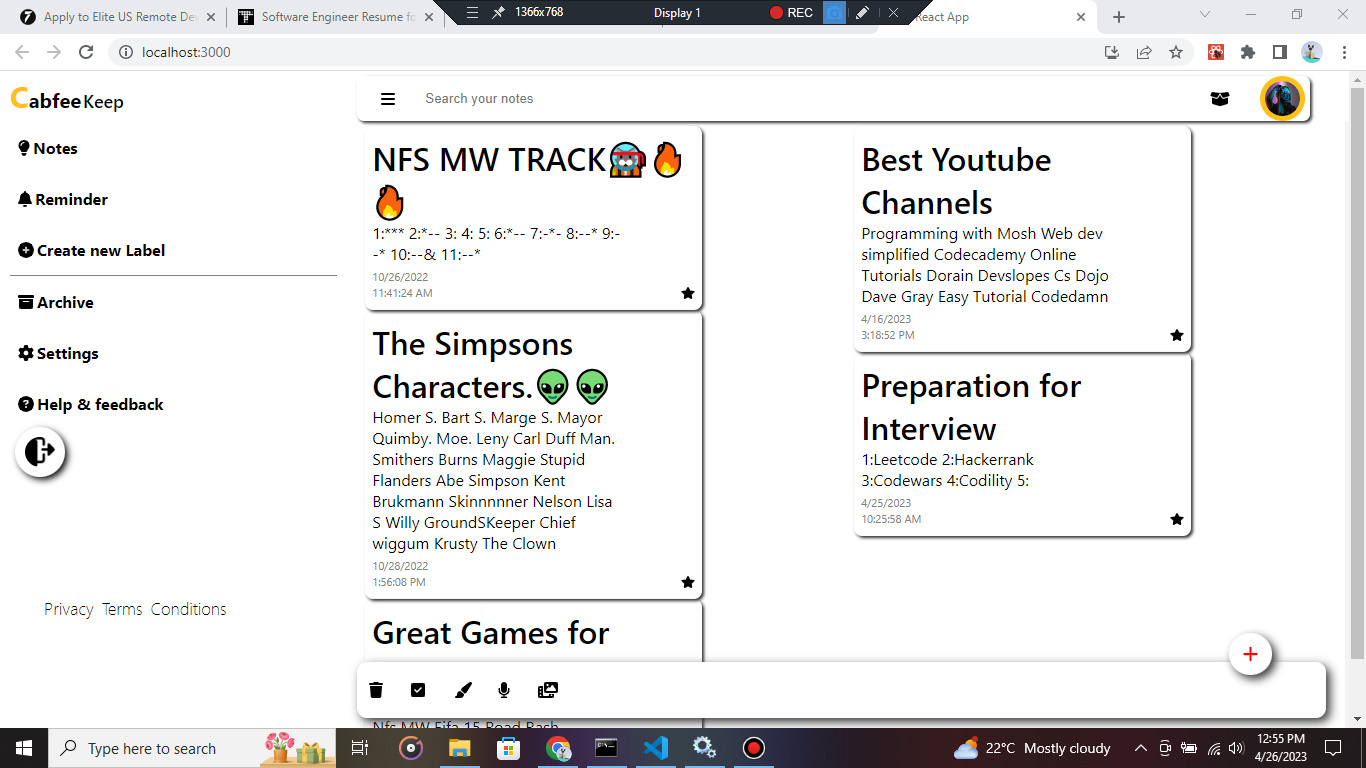 Apply to Elite US Remote De
Software Engineer Resume fo
1366x768
Display 1
REC
React App
localhost:3000
Cabfee Keep
Search your notes
Notes
Reminder
Create new Label
Archive
Settings
Help & feedback
Privacy Terms Conditions
NFS MW TRACK
1:*** 2:*-- 3: 4: 5: 6:*-- 7:-*- 8:--* 9:-
-* 10:--& 11:--*
10/26/2022
11:41:24 AM
The Simpsons
Characters.
Homer S. Bart S. Marge S. Mayor
Quimby. Moe. Leny Carl Duff Man.
Smithers Burns Maggie Stupid
Flanders Abe Simpson Kent
Brukmann Skinnnnner Nelson Lisa
S Willy GroundSKeeper Chief
wiggum Krusty The Clown
10/28/2022
1:56:08 PM
Great Games for
Nfs MW Fifa 15 Road Rash
Best Youtube
Channels
Programming with Mosh Web dev
simplified Codecademy Online
Tutorials Dorain Devslopes Cs Dojo
Dave Gray Easy Tutorial Codedamn
4/16/2023
3:18:52 PM
Preparation for
Interview
1:Leetcode 2:Hackerrank
3:Codewars 4:Codility 5:
4/25/2023
10:25:58 AM
Type here to search
22°C Mostly cloudy
12:55 PM
4/26/2023